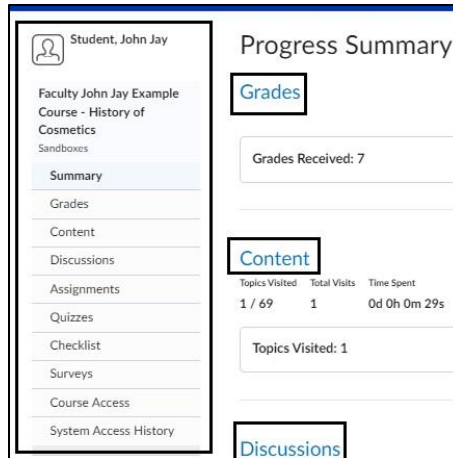 Student, John Jay
Faculty John Jay Example
Course - History of
Cosmetics
Sandboxes
Summary
Grades
Content
Discussions
Assignments
Quizzes
Checklist
Surveys
Course Access
System Access History
Progress Summary
Grades
Grades Received: 7
Content
Topics Visited Total Visits Time Spent
1 / 69 1 0d 0h 0m 29s
Topics Visited: 1
Discussions